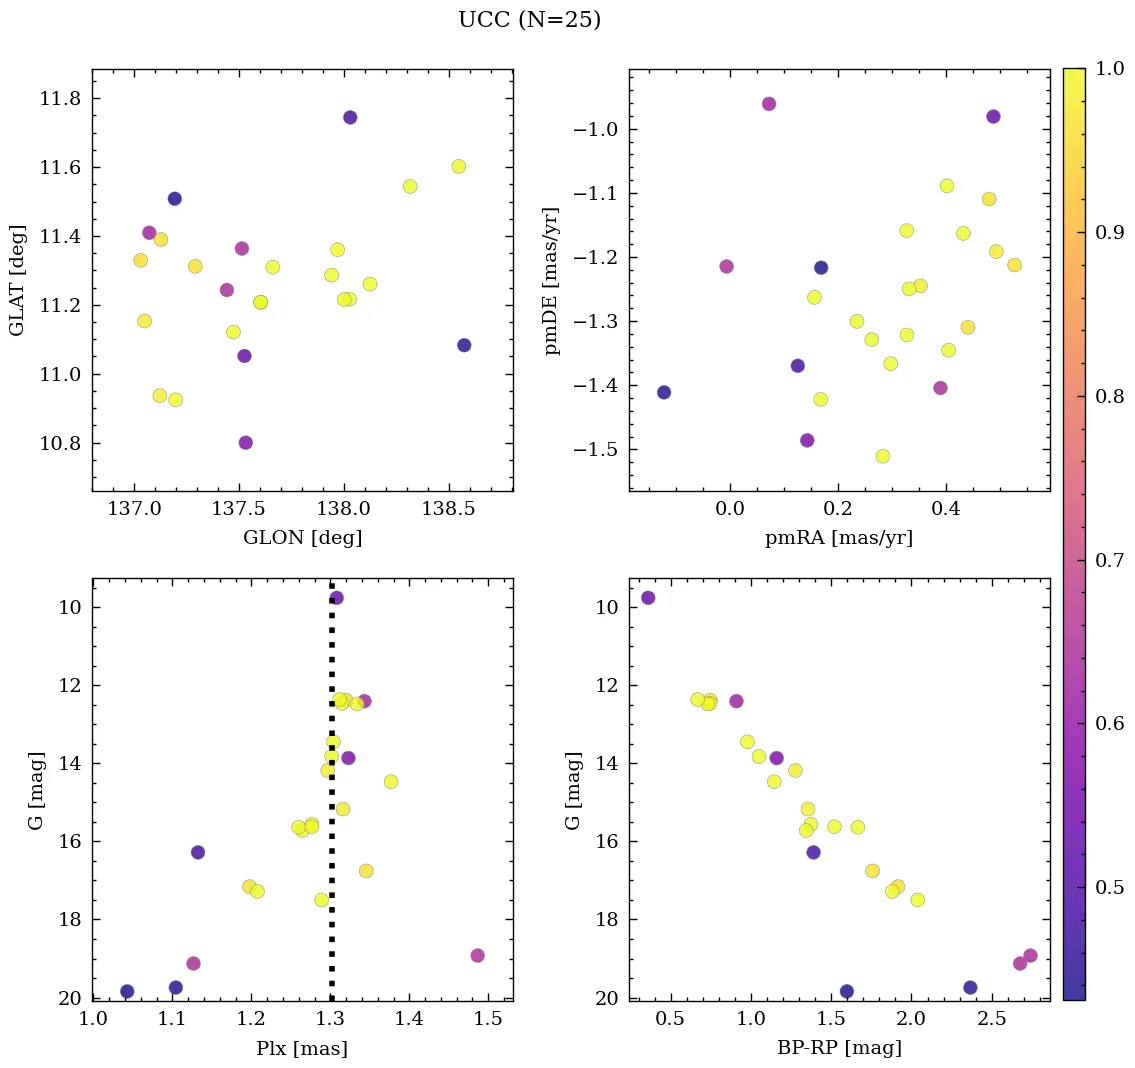 UCC (N=25)
11.8
11.6
11.4
11.2
11.0
10.8
GLAT [deg]
137.0 137.5 138.0 138.5
GLON [deg]
−1.0
−1.1
−1.2
−1.3
−1.4
−1.5
pmDE [mas/yr]
0.0 0.2 0.4
pmRA [mas/yr]
10
12
14
16
18
20
G [mag]
1.0 1.1 1.2 1.3 1.4 1.5
Plx [mas]
10
12
14
16
18
20
G [mag]
0.5 1.0 1.5 2.0 2.5
BP-RP [mag]
1.0
0.9
0.8
0.7
0.6
0.5